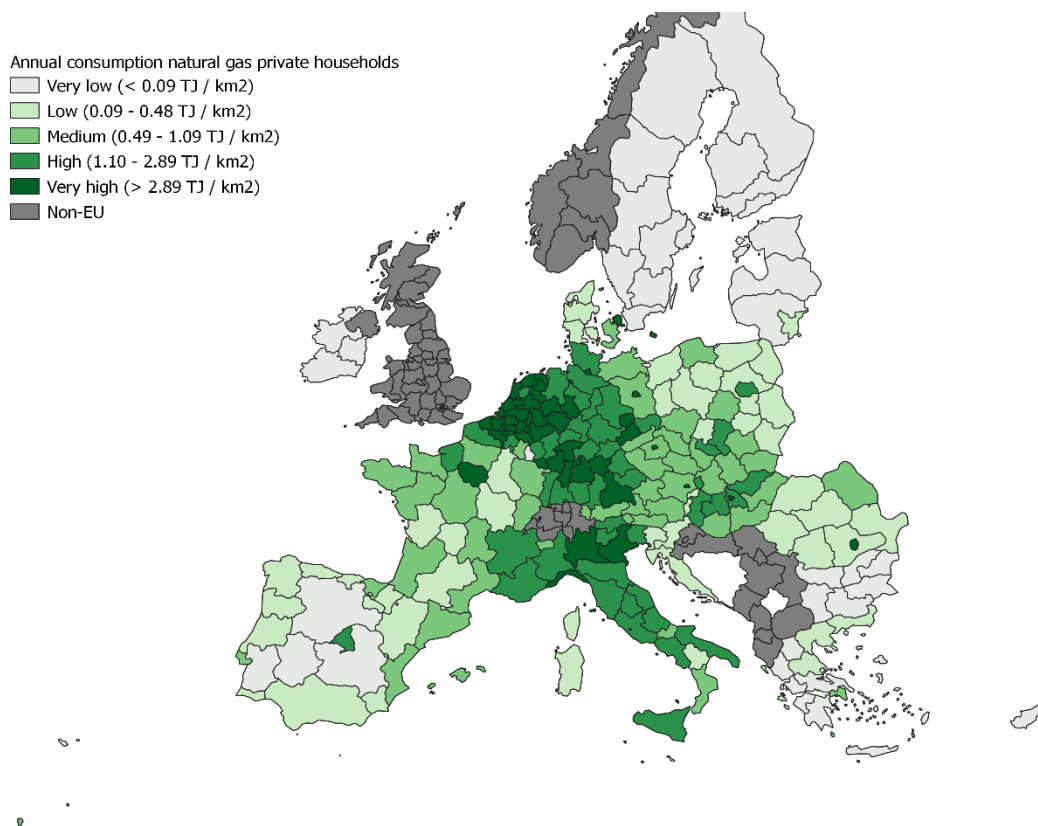 Annual consumption natural gas private households
Very low (< 0.09 TJ / km2)
Low (0.09 - 0.48 TJ / km2)
Medium (0.49 - 1.09 TJ / km2)
High (1.10 - 2.89 TJ / km2)
Very high (> 2.89 TJ / km2)
Non-EU